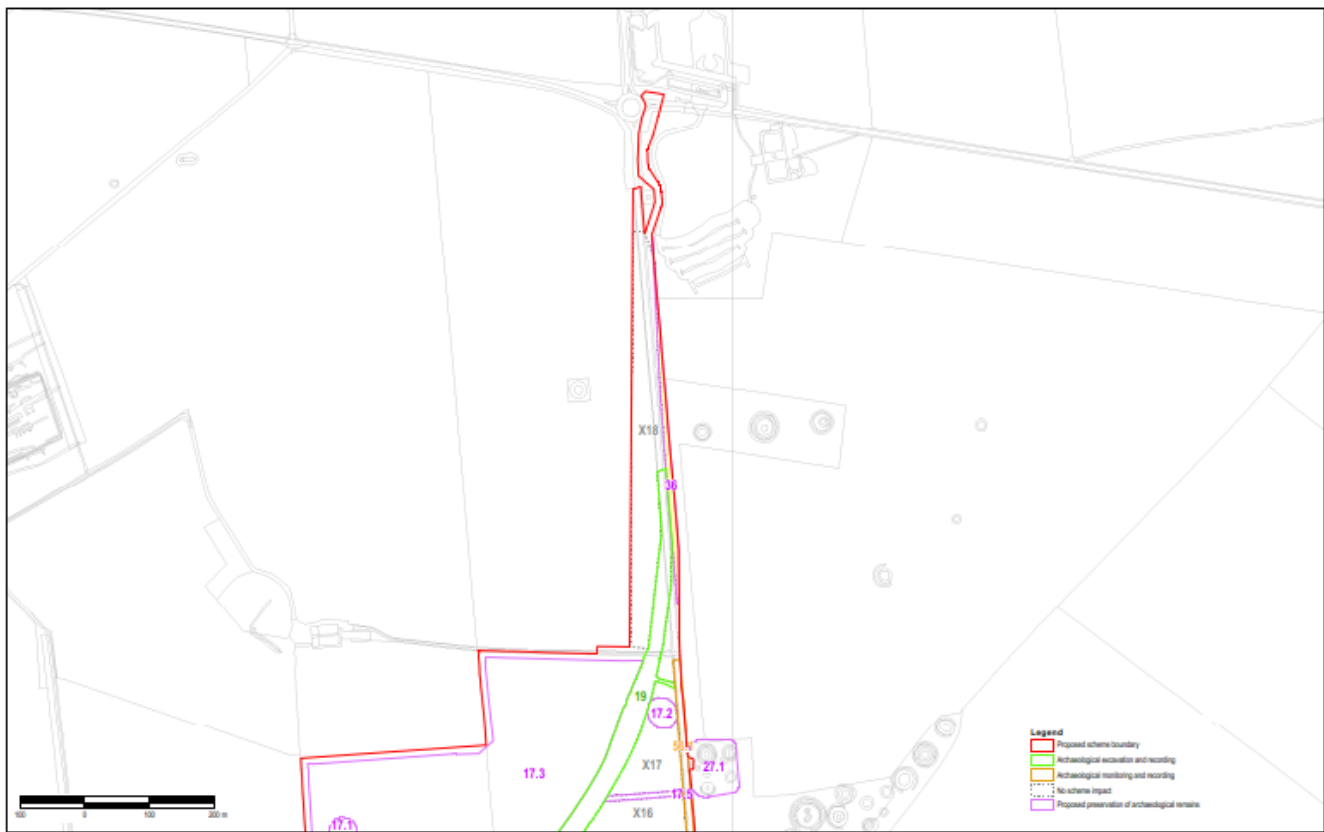 X18
36
19
17.2
27.1
X17
17.3
17.5
X16
17.1
100 0 100 200 m
Legend
Proposed scheme boundary
Archaeological excavation and recording
Archaeological monitoring and recording
No scheme impact
Proposed preservation of archaeological remains